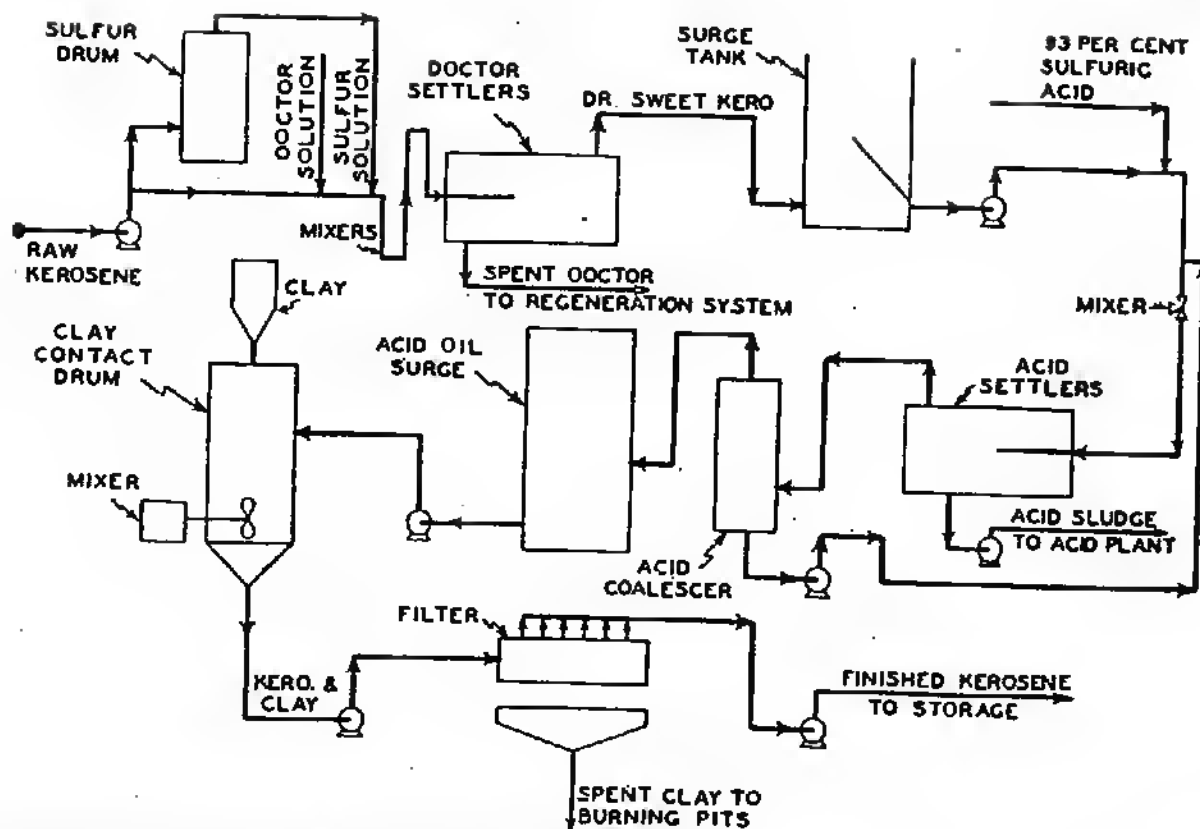 SULFUR
DRUM
DOCTOR
SOLUTION
SULFUR
SOLUTION
DOCTOR
SETTLERS
DR. SWEET KERO
SURGE
TANK
93 PER CENT
SULFURIC
ACID
RAW
KEROSENE
MIXERS
SPENT DOCTOR
TO REGENERATION SYSTEM
MIXER
CLAY
CLAY
CONTACT
DRUM
ACID OIL
SURGE
ACID
SETTLERS
MIXER
ACID SLUDGE
TO ACID PLANT
ACID
COALESCER
FILTER
KERO. &
CLAY
FINISHED KEROSENE
TO STORAGE
SPENT CLAY TO
BURNING PITS